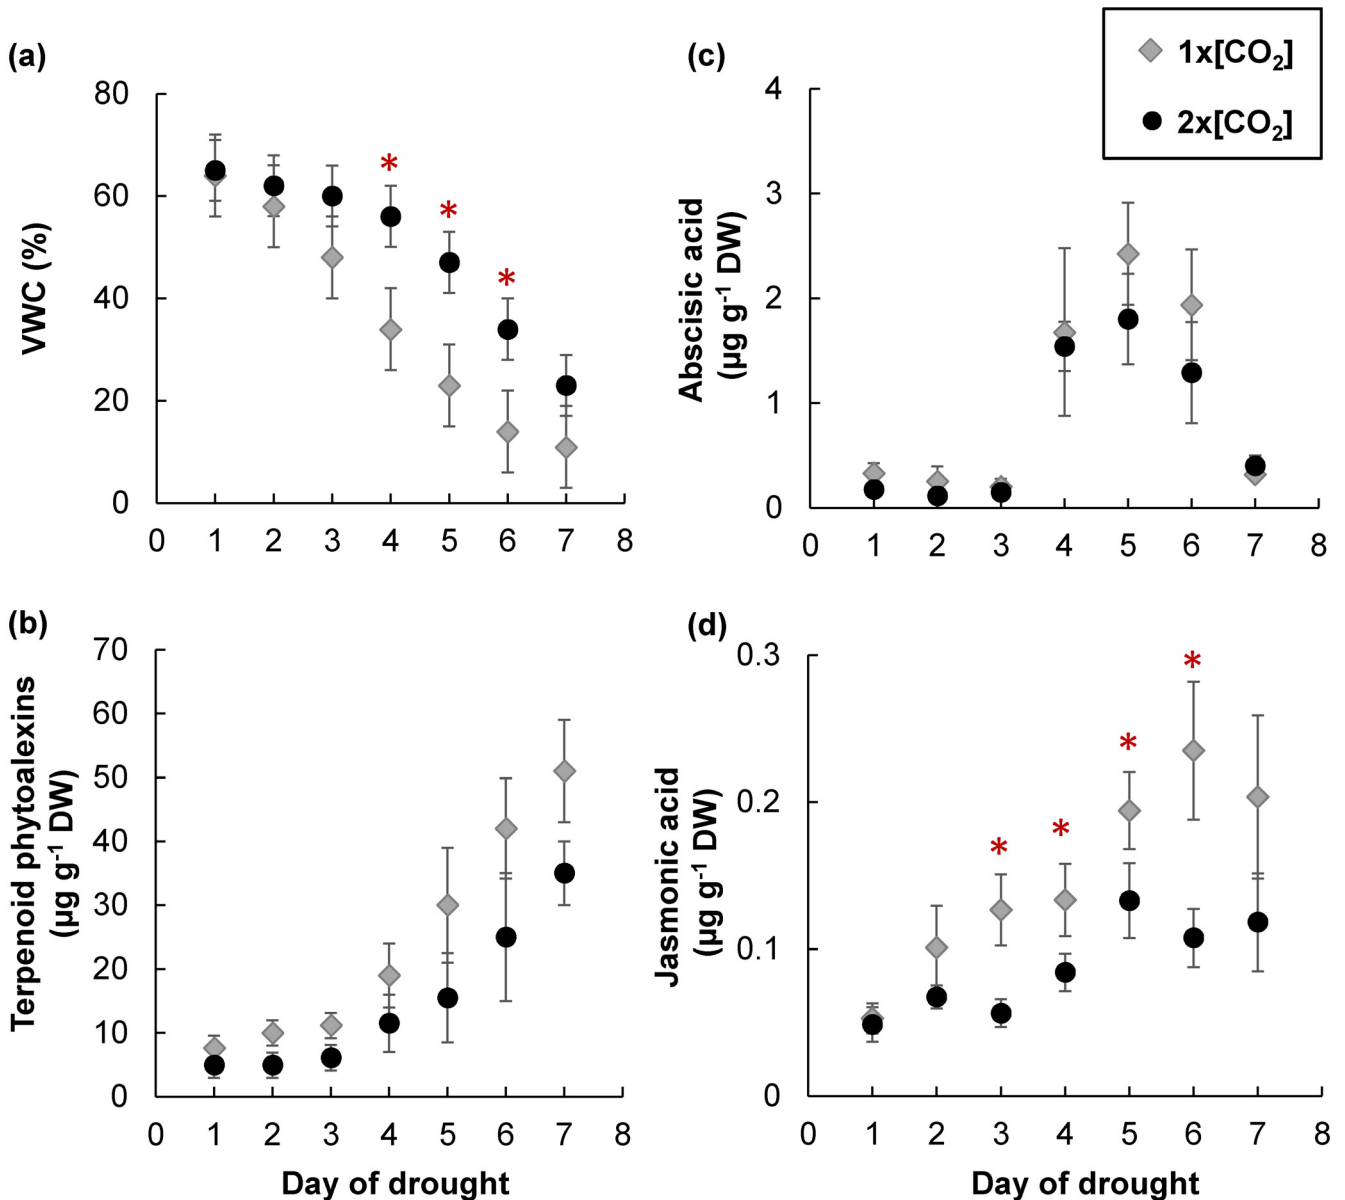 (a)
80
60
40
20
0
VWC (%)
*
*
*
0 1 2 3 4 5 6 7 8
(c)
4
3
2
1
0
Abscisic acid
(µg g⁻¹ DW)
0 1 2 3 4 5 6 7 8
1x[CO₂]
2x[CO₂]
(b)
70
60
50
40
30
20
10
0
Terpenoid phytoalexins
(µg g⁻¹ DW)
0 1 2 3 4 5 6 7 8
Day of drought
(d)
0.3
0.2
0.1
0
Jasmonic acid
(µg g⁻¹ DW)
*
*
*
*
0 1 2 3 4 5 6 7 8
Day of drought